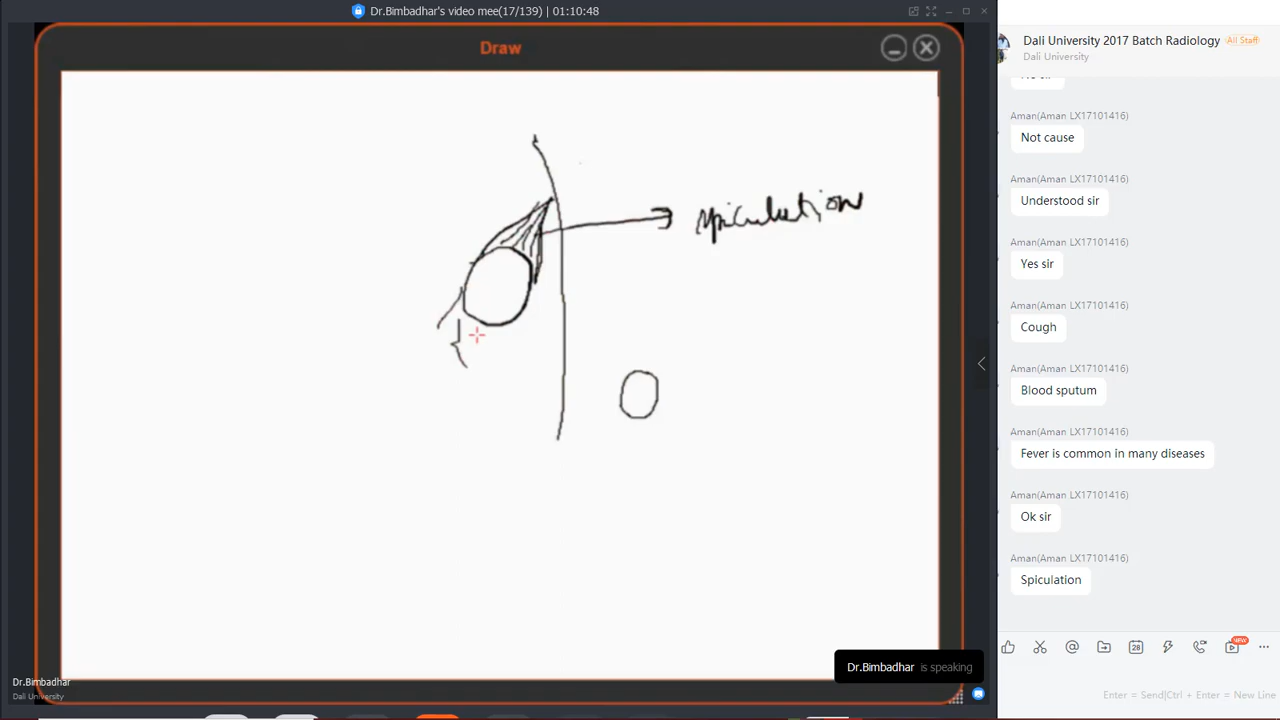 Dr.Bimbadhar's video mee(17/139) | 01:10:48
Draw
spiculation
Dr.Bimbadhar
Dali University
Dr.Bimbadhar is speaking
Dali University 2017 Batch Radiology All Staff
Dali University
Aman(Aman LX17101416)
Not cause
Aman(Aman LX17101416)
Understood sir
Aman(Aman LX17101416)
Yes sir
Aman(Aman LX17101416)
Cough
Aman(Aman LX17101416)
Blood sputum
Aman(Aman LX17101416)
Fever is common in many diseases
Aman(Aman LX17101416)
Ok sir
Aman(Aman LX17101416)
Spiculation
28
NEW
Enter = Send|Ctrl + Enter = New Line